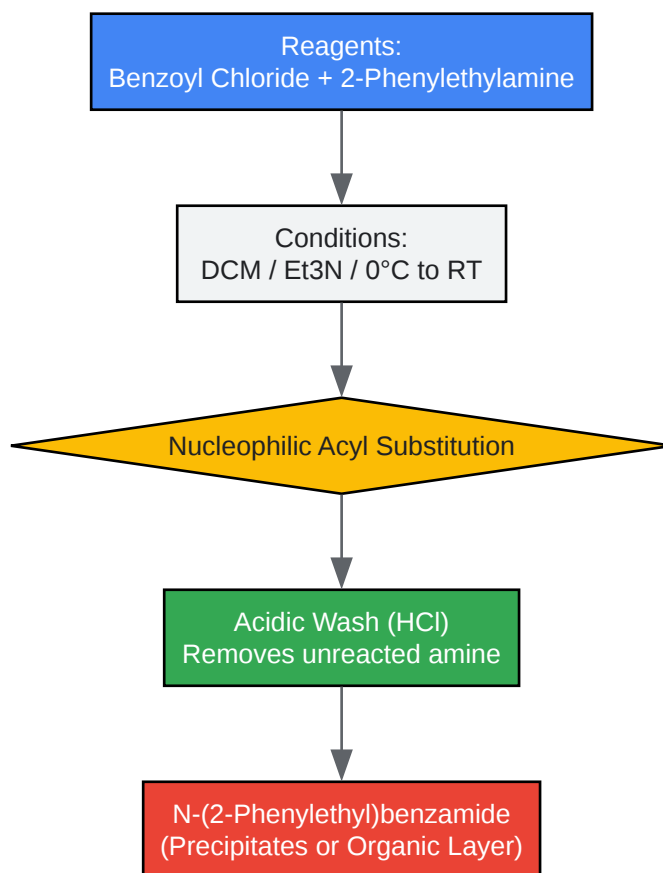 Reagents:
Benzoyl Chloride + 2-Phenylethylamine
Conditions:
DCM / Et3N / 0°C to RT
Nucleophilic Acyl Substitution
Acidic Wash (HCl)
Removes unreacted amine
N-(2-Phenylethyl)benzamide
(Precipitates or Organic Layer)